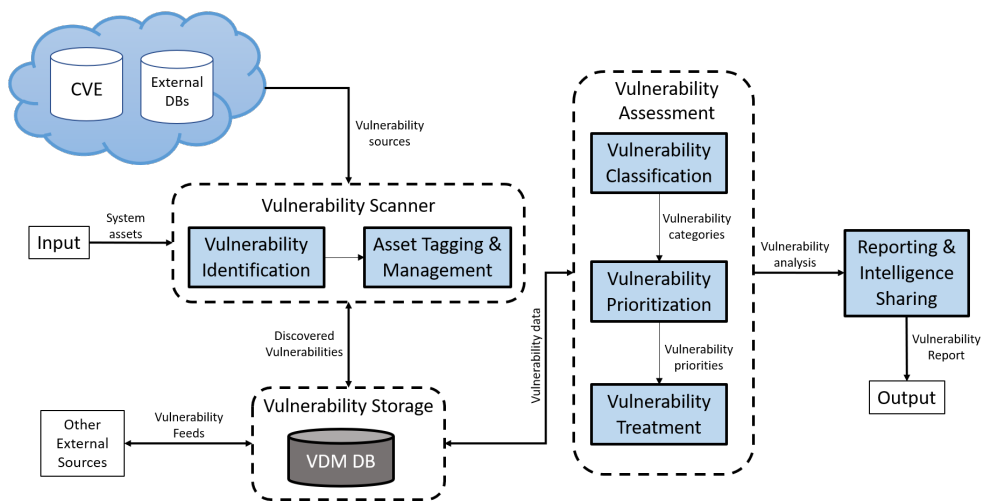 CVE
External
DBs
Vulnerability
sources
Vulnerability
Assessment
Vulnerability
Classification
Vulnerability
categories
Vulnerability
Prioritization
Vulnerability
priorities
Vulnerability
Treatment
Input
System
assets
Vulnerability Scanner
Vulnerability
Identification
Asset Tagging &
Management
Discovered
Vulnerabilities
Vulnerability data
Vulnerability
analysis
Reporting &
Intelligence
Sharing
Vulnerability
Report
Output
Other
External
Sources
Vulnerability
Feeds
Vulnerability Storage
VDM DB